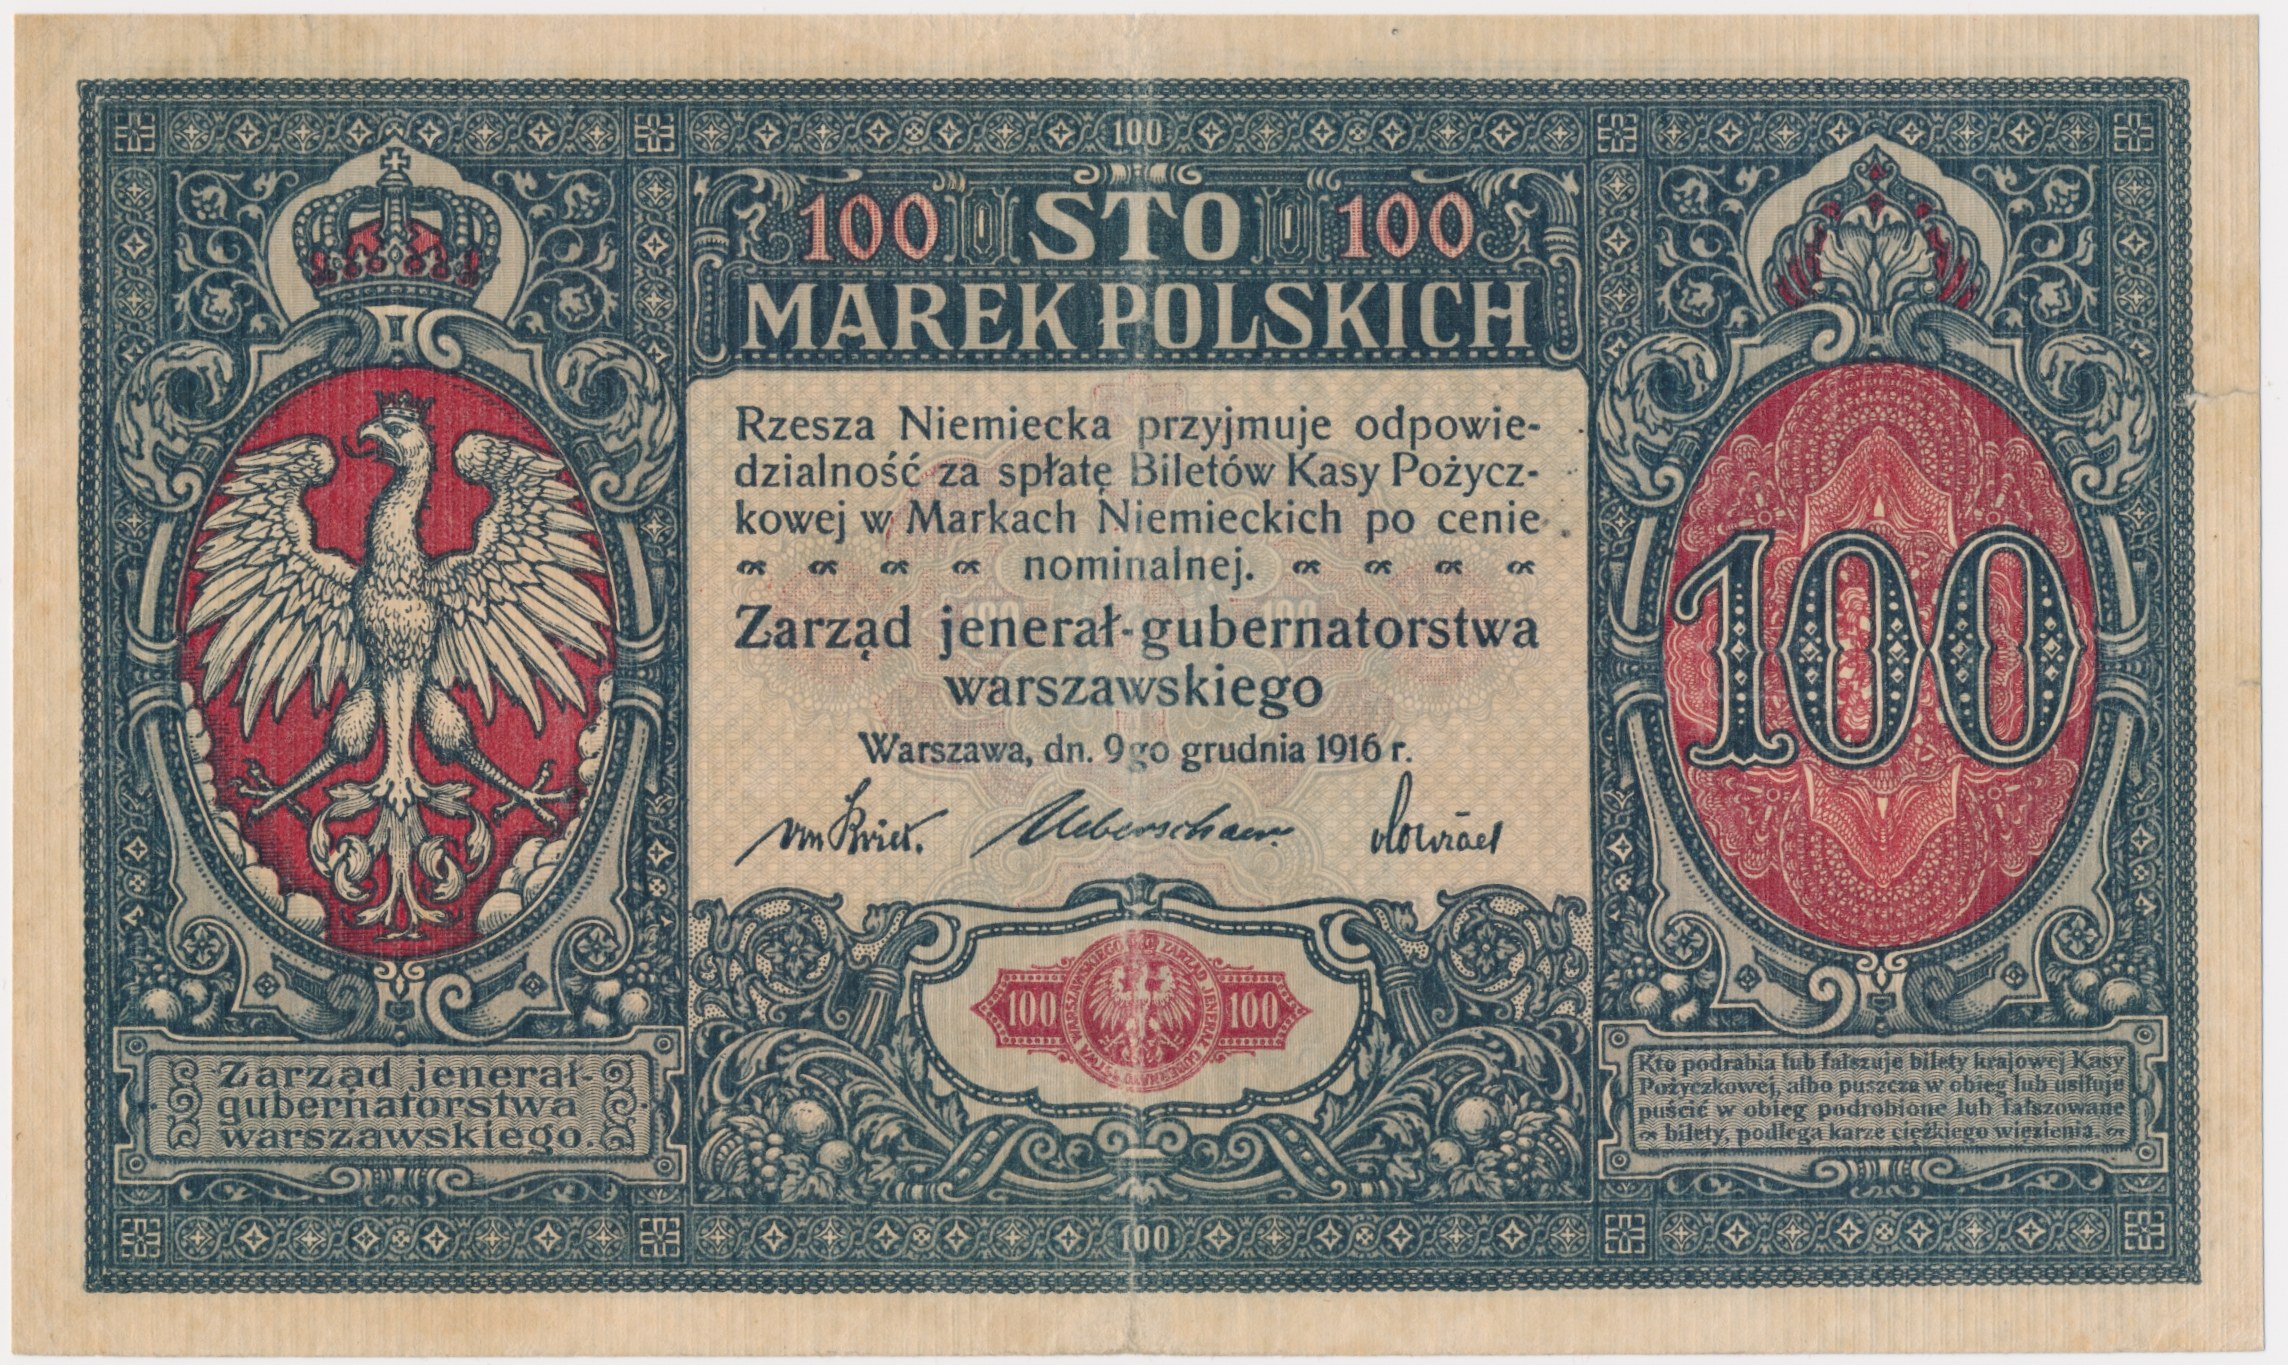 100
100 STO 100
MAREK POLSKICH
Rzesza Niemiecka przyjmuje odpowie-
dzialność za spłatę Biletów Kasy Pożycz-
kowej w Markach Niemieckich po cenie
nominalnej.
Zarząd jenerał-gubernatorstwa
warszawskiego
Warszawa, dn. 9go grudnia 1916 r.
von Kries.
100
100 100
Zarząd jenerał-
gubernatorstwa
warszawskiego.
Kto podrabia lub fałszuje bilety krajowej Kasy
Pożyczkowej, albo puszcza w obieg lub usiłuje
puścić w obieg podrobione lub fałszowane
bilety, podlega karze ciężkiego więzienia.
100